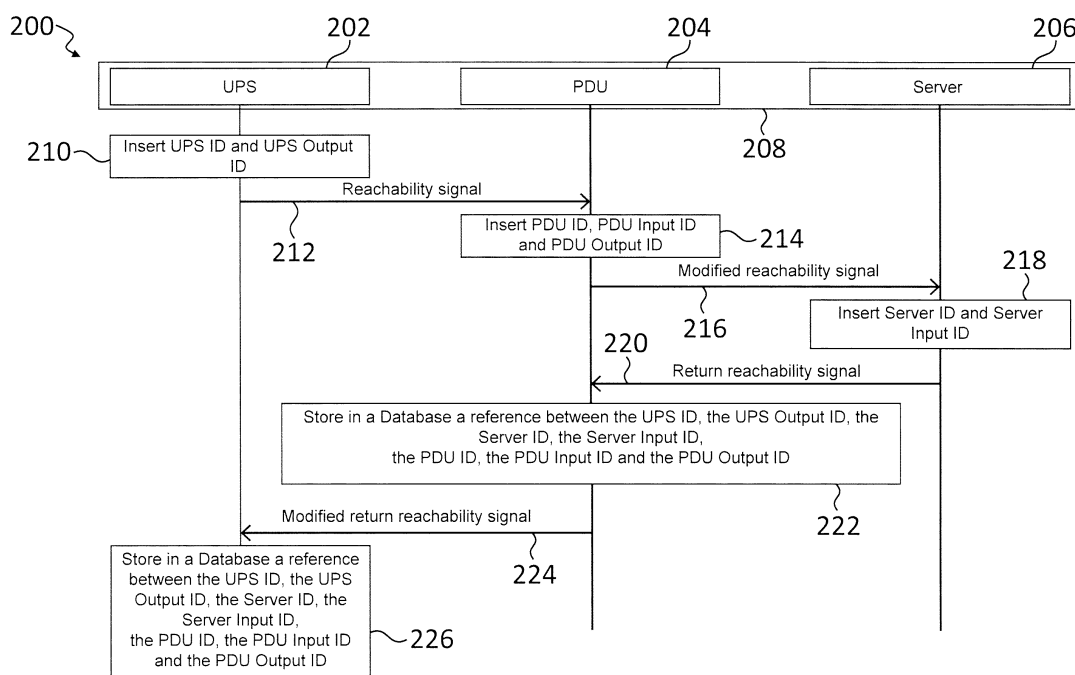 200
202
204
206
UPS
PDU
Server
208
210
Insert UPS ID and UPS Output
ID
Reachability signal
212
Insert PDU ID, PDU Input ID
and PDU Output ID
214
Modified reachability signal
216
218
Insert Server ID and Server
Input ID
220
Return reachability signal
Store in a Database a reference between the UPS ID, the UPS Output ID, the
Server ID, the Server Input ID,
the PDU ID, the PDU Input ID and the PDU Output ID
222
Modified return reachability signal
224
Store in a Database a reference
between the UPS ID, the UPS
Output ID, the Server ID, the
Server Input ID,
the PDU ID, the PDU Input ID
and the PDU Output ID
226